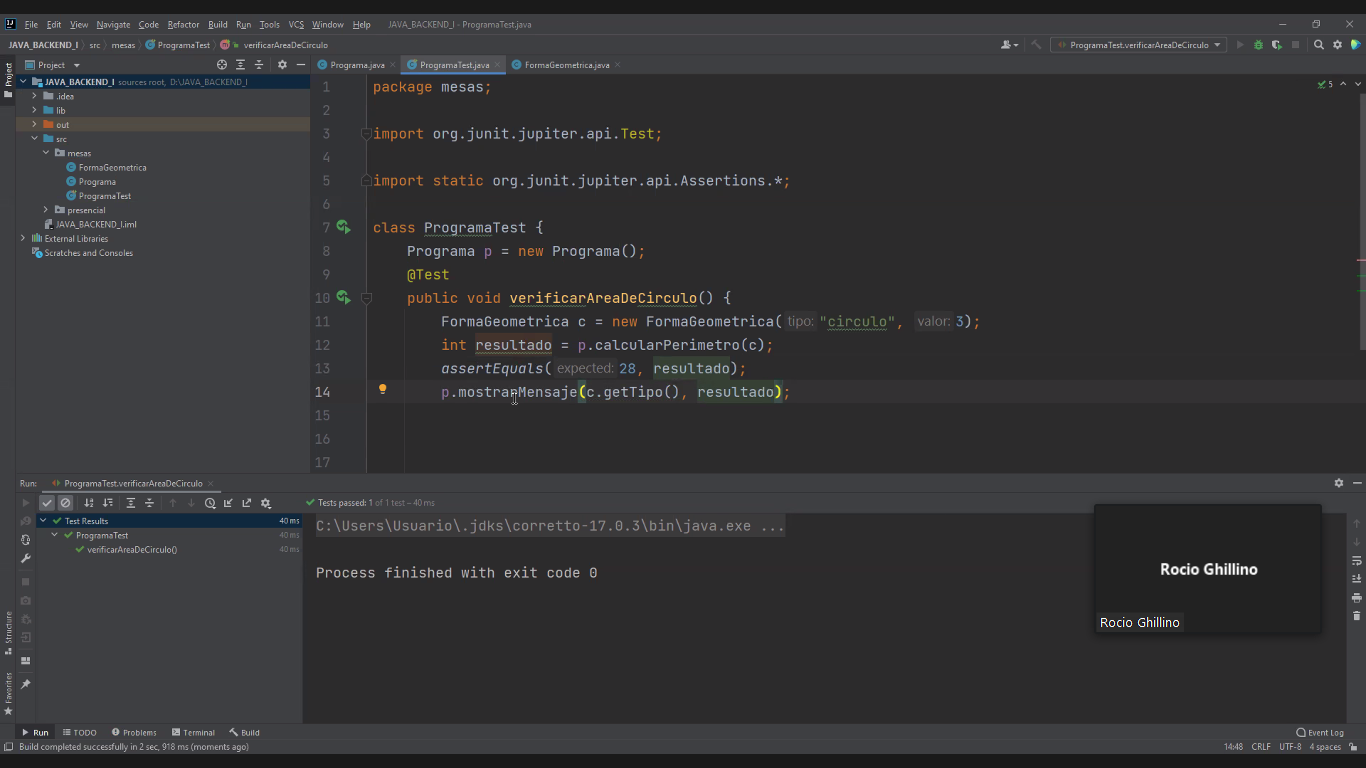 File Edit View Navigate Code Refactor Build Run Tools VCS Window Help JAVA_BACKEND_I - ProgramaTest.java
JAVA_BACKEND_I src mesas ProgramaTest verificarAreaDeCirculo ProgramaTest.verificarAreaDeCirculo
Project
Project
Programa.java ProgramaTest.java FormaGeometrica.java
JAVA_BACKEND_I sources root, D:\JAVA_BACKEND_I
.idea
lib
out
src
mesas
FormaGeometrica
Programa
ProgramaTest
presencial
JAVA_BACKEND_I.iml
External Libraries
Scratches and Consoles
5
1 package mesas;
2
3 import org.junit.jupiter.api.Test;
4
5 import static org.junit.jupiter.api.Assertions.*;
6
7 class ProgramaTest {
8 Programa p = new Programa();
9 @Test
10 public void verificarAreaDeCirculo() {
11 FormaGeometrica c = new FormaGeometrica( tipo: "circulo", valor: 3);
12 int resultado = p.calcularPerimetro(c);
13 assertEquals( expected: 28, resultado);
14 p.mostrarMensaje(c.getTipo(), resultado);
15
16
17
Run: ProgramaTest.verificarAreaDeCirculo
Tests passed: 1 of 1 test – 40 ms
Test Results 40 ms
ProgramaTest 40 ms
verificarAreaDeCirculo() 40 ms
C:\Users\Usuario\.jdks\corretto-17.0.3\bin\java.exe ...
Process finished with exit code 0
Rocio Ghillino
Rocio Ghillino
Structure
Favorites
Run TODO Problems Terminal Build Event Log
Build completed successfully in 2 sec, 918 ms (moments ago) 14:48 CRLF UTF-8 4 spaces